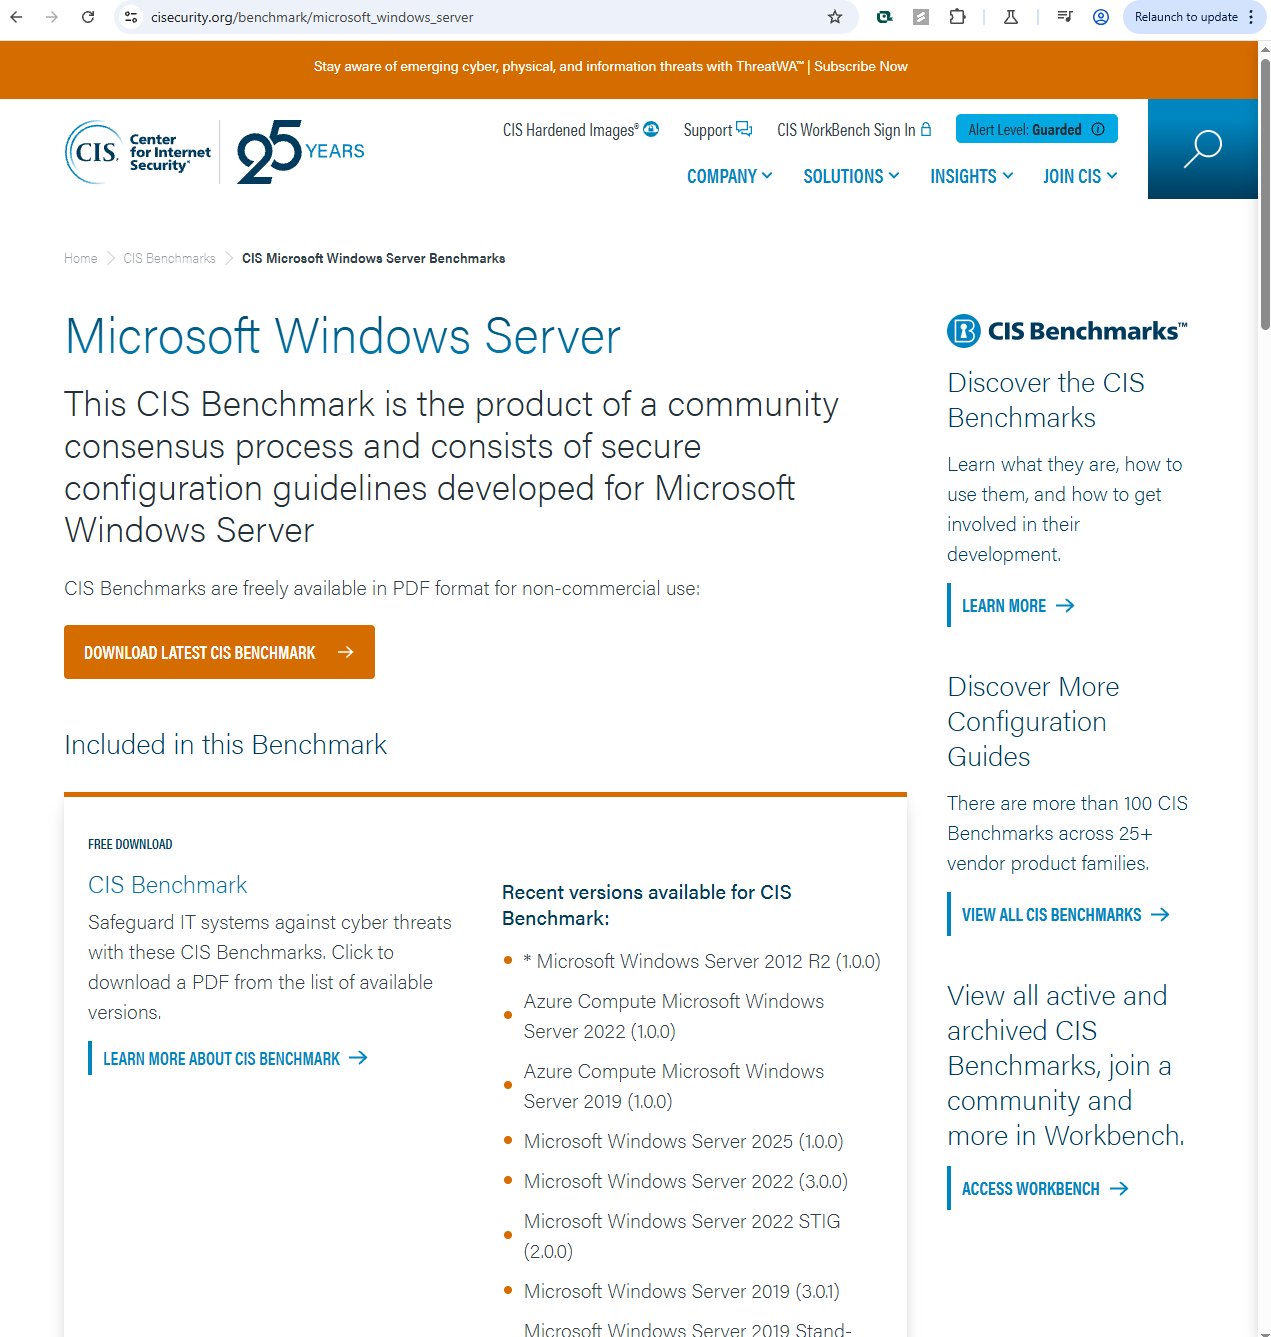 cisecurity.org/benchmark/microsoft_windows_server
Relaunch to update
Stay aware of emerging cyber, physical, and information threats with ThreatWA™ | Subscribe Now
CIS. Center
for Internet
Security
25 YEARS
CIS Hardened Images®
Support
CIS WorkBench Sign In
Alert Level: Guarded
COMPANY
SOLUTIONS
INSIGHTS
JOIN CIS
Home
CIS Benchmarks
CIS Microsoft Windows Server Benchmarks
Microsoft Windows Server
This CIS Benchmark is the product of a community
consensus process and consists of secure
configuration guidelines developed for Microsoft
Windows Server
CIS Benchmarks are freely available in PDF format for non-commercial use:
DOWNLOAD LATEST CIS BENCHMARK
Included in this Benchmark
FREE DOWNLOAD
CIS Benchmark
Safeguard IT systems against cyber threats
with these CIS Benchmarks. Click to
download a PDF from the list of available
versions.
LEARN MORE ABOUT CIS BENCHMARK
Recent versions available for CIS
Benchmark:
* Microsoft Windows Server 2012 R2 (1.0.0)
Azure Compute Microsoft Windows
Server 2022 (1.0.0)
Azure Compute Microsoft Windows
Server 2019 (1.0.0)
Microsoft Windows Server 2025 (1.0.0)
Microsoft Windows Server 2022 (3.0.0)
Microsoft Windows Server 2022 STIG
(2.0.0)
Microsoft Windows Server 2019 (3.0.1)
Microsoft Windows Server 2019 Stand-
CIS Benchmarks™
Discover the CIS
Benchmarks
Learn what they are, how to
use them, and how to get
involved in their
development.
LEARN MORE
Discover More
Configuration
Guides
There are more than 100 CIS
Benchmarks across 25+
vendor product families.
VIEW ALL CIS BENCHMARKS
View all active and
archived CIS
Benchmarks, join a
community and
more in Workbench.
ACCESS WORKBENCH